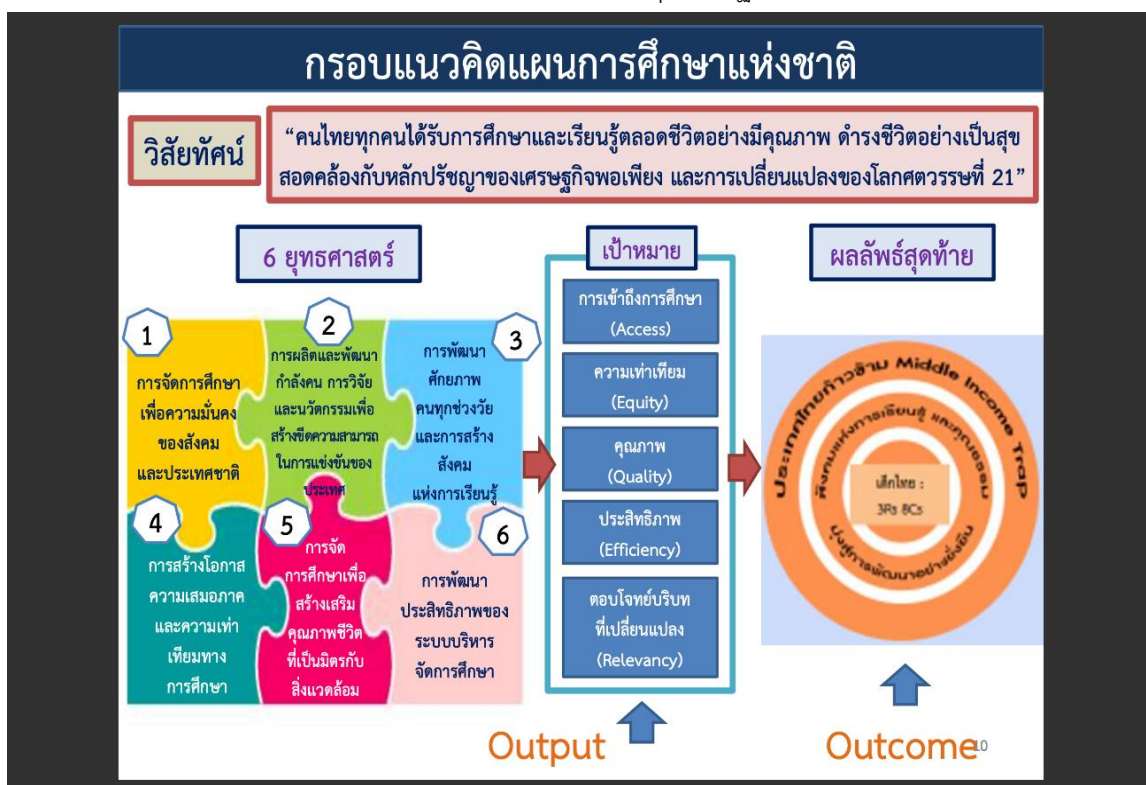 กรอบแนวคิดแผนการศึกษาแห่งชาติ
วิสัยทัศน์
“คนไทยทุกคนได้รับการศึกษาและเรียนรู้ตลอดชีวิตอย่างมีคุณภาพ ดำรงชีวิตอย่างเป็นสุข
สอดคล้องกับหลักปรัชญาของเศรษฐกิจพอเพียง และการเปลี่ยนแปลงของโลกศตวรรษที่ 21”
6 ยุทธศาสตร์
1
การจัดการศึกษา
เพื่อความมั่นคง
ของสังคม
และประเทศชาติ
2
การผลิตและพัฒนา
กำลังคน การวิจัย
และนวัตกรรมเพื่อ
สร้างขีดความสามารถ
ในการแข่งขันของ
ประเทศ
3
การพัฒนา
ศักยภาพ
คนทุกช่วงวัย
และการสร้าง
สังคม
แห่งการเรียนรู้
4
การสร้างโอกาส
ความเสมอภาค
และความเท่า
เทียมทาง
การศึกษา
5
การจัด
การศึกษาเพื่อ
สร้างเสริม
คุณภาพชีวิต
ที่เป็นมิตรกับ
สิ่งแวดล้อม
6
การพัฒนา
ประสิทธิภาพของ
ระบบบริหาร
จัดการศึกษา
เป้าหมาย
การเข้าถึงการศึกษา
(Access)
ความเท่าเทียม
(Equity)
คุณภาพ
(Quality)
ประสิทธิภาพ
(Efficiency)
ตอบโจทย์บริบท
ที่เปลี่ยนแปลง
(Relevancy)
Output
ผลลัพธ์สุดท้าย
ประเทศไทยก้าวข้าม Middle Income Trap
สังคมแห่งการเรียนรู้ และคุณธรรม
มุ่งสู่การพัฒนาอย่างยั่งยืน
เด็กไทย :
3Rs 8Cs
Outcome
10